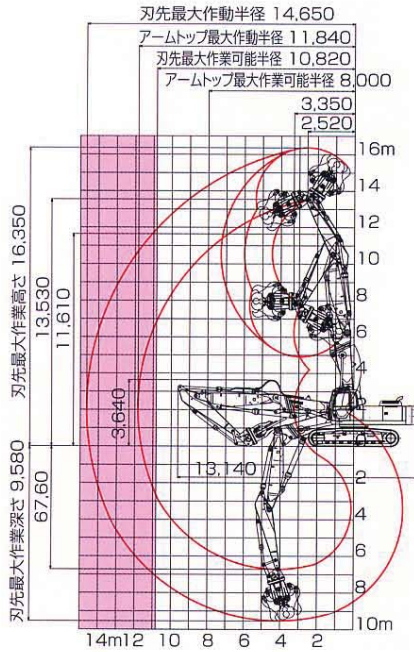 刃先最大作動半径 14,650
アームトップ最大作動半径 11,840
刃先最大作業可能半径 10,820
アームトップ最大作業可能半径 8,000
3,350
2,520
16m
14
12
10
8
6
4
2
2
4
6
8
10m
刃先最大作業高さ 16,350
13,530
11,610
3,640
13,140
刃先最大作業深さ 9,580
67,60
14m 12 10 8 6 4 2